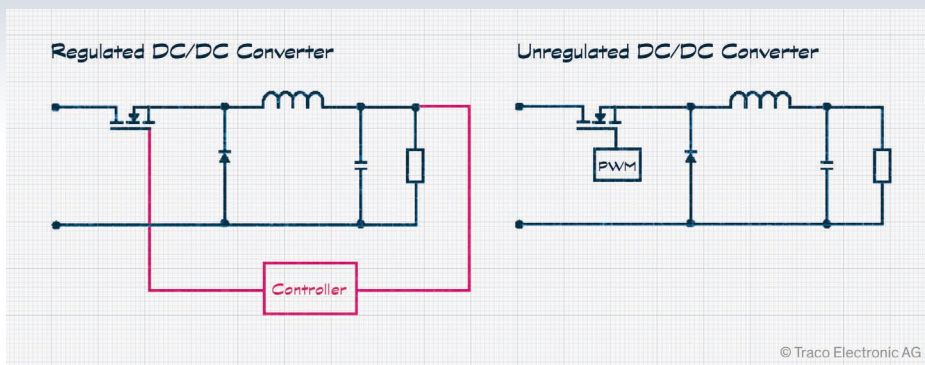 Regulated DC/DC Converter
Unregulated DC/DC Converter
PWM
Controller
© Traco Electronic AG